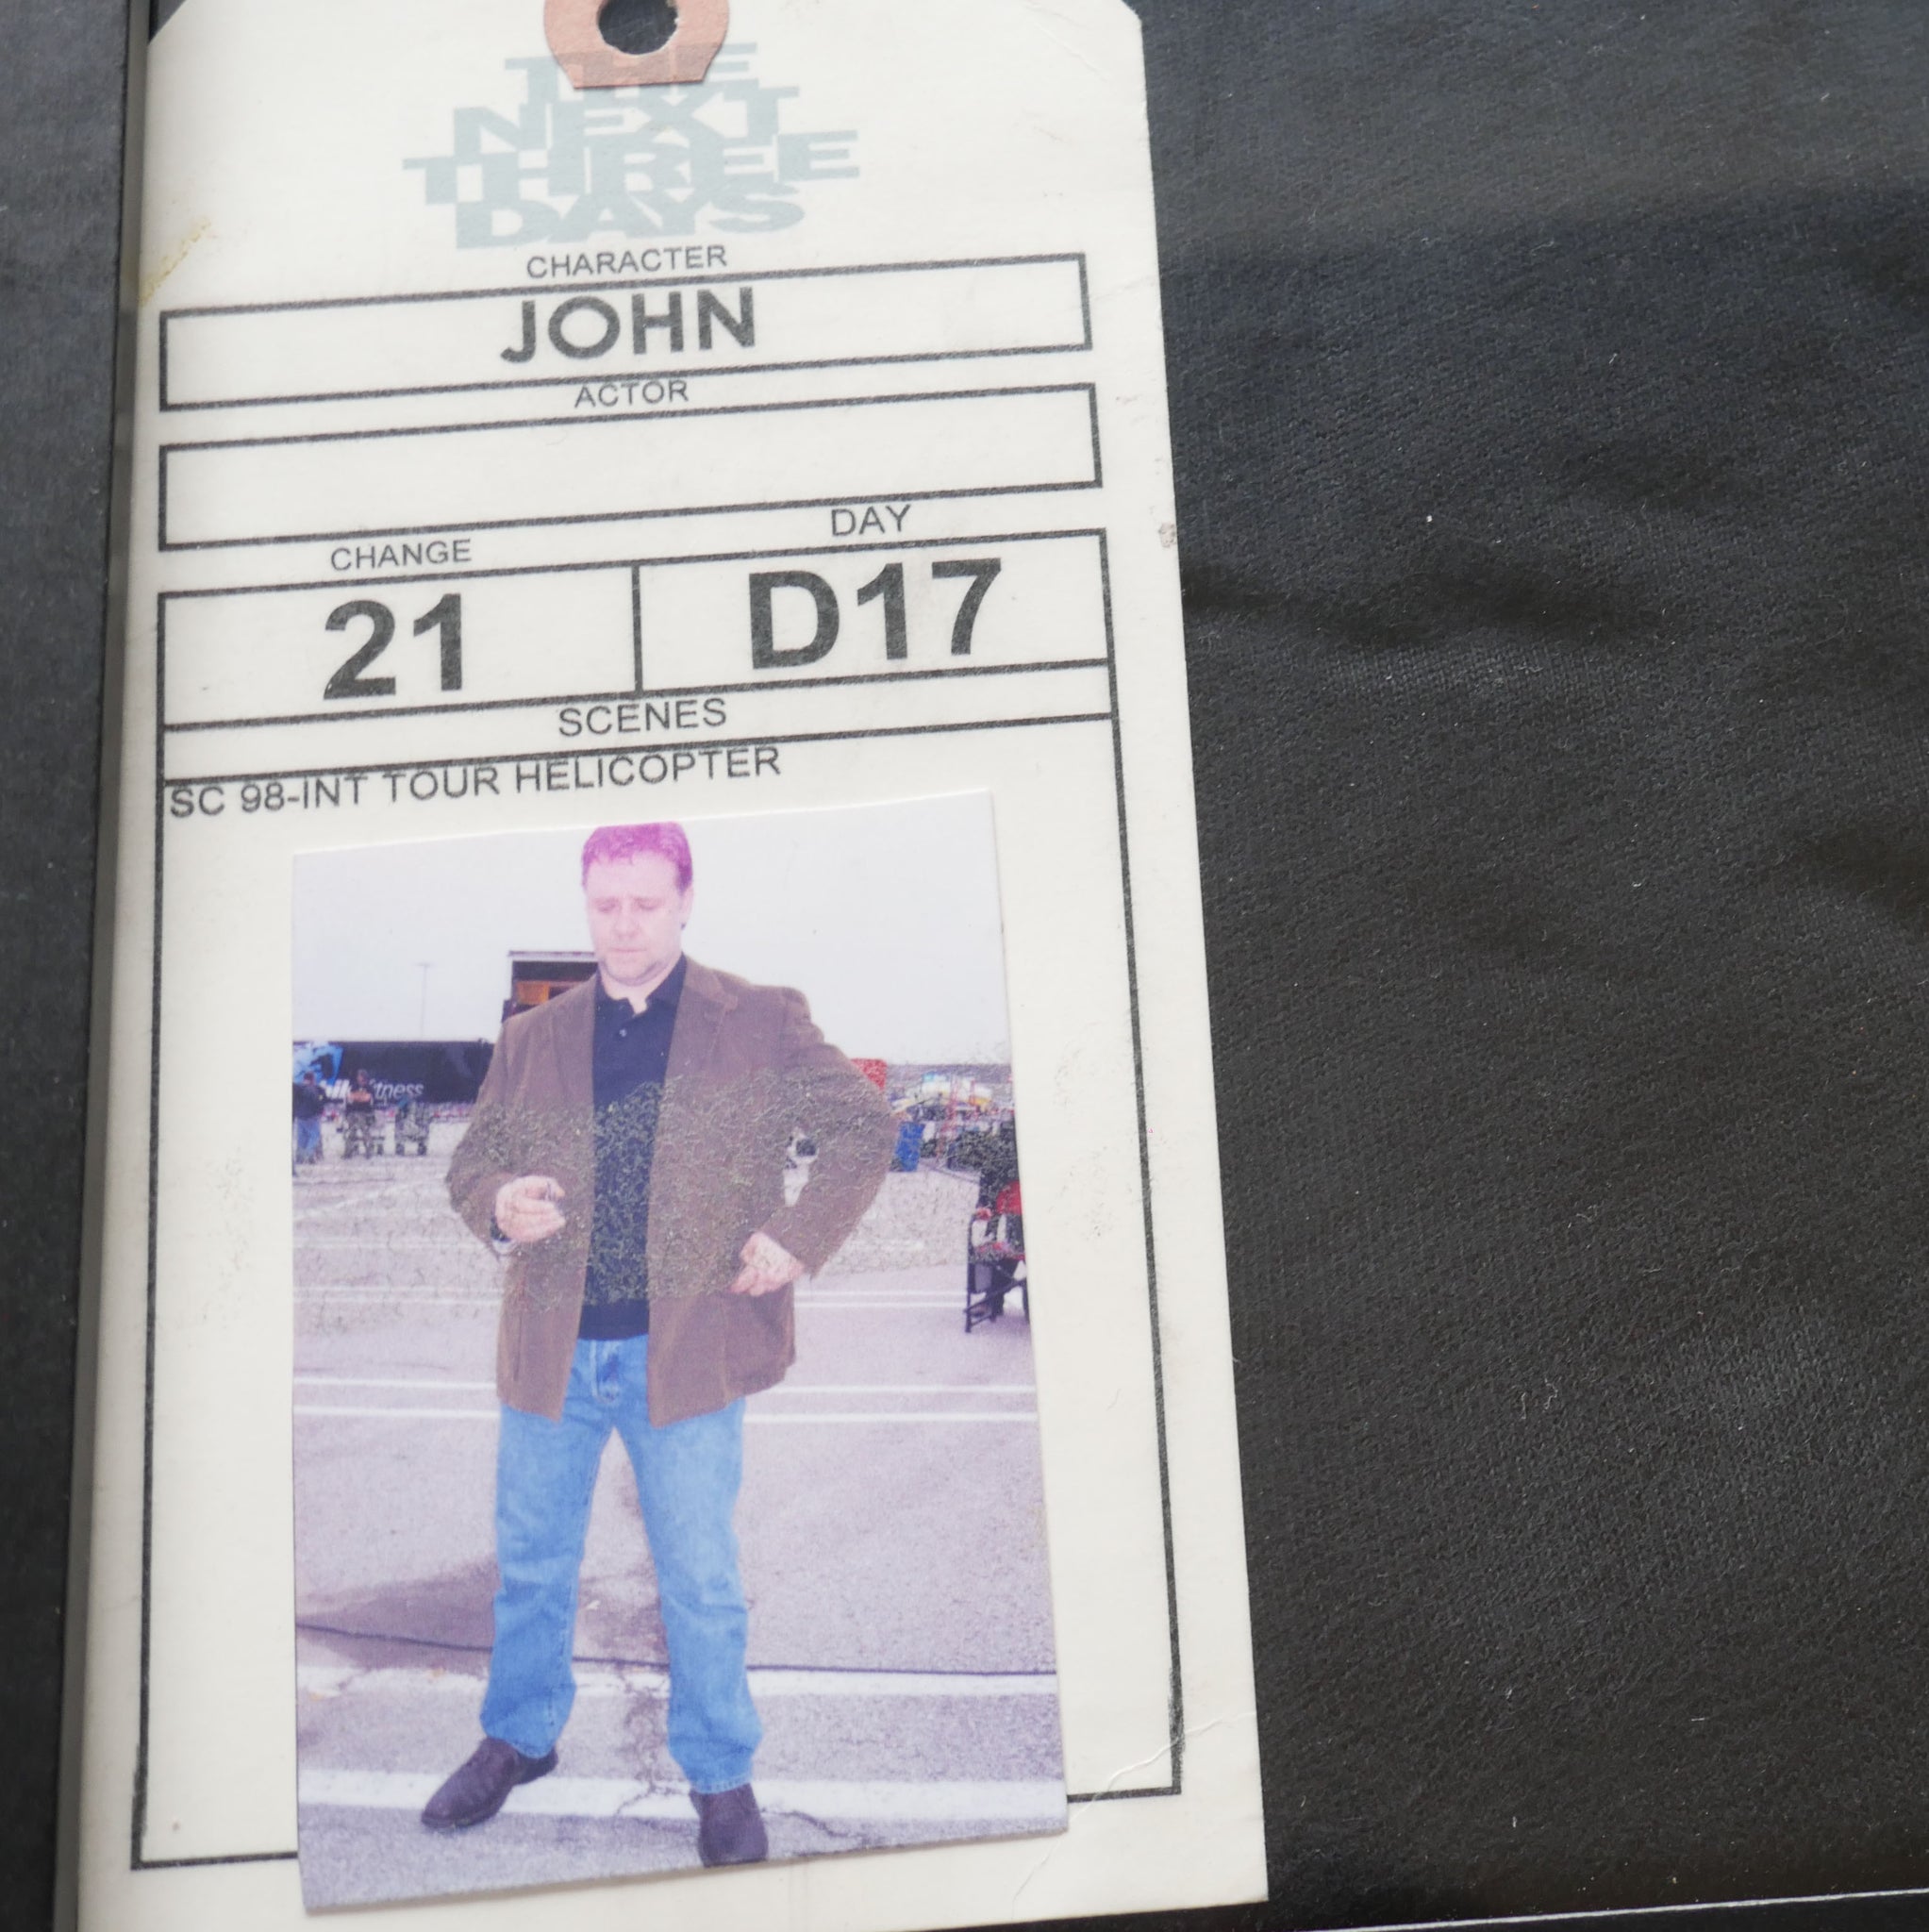 THE
NEXT
THREE
DAYS
CHARACTER
JOHN
ACTOR
CHANGE
DAY
21
D17
SCENES
SC 98-INT TOUR HELICOPTER